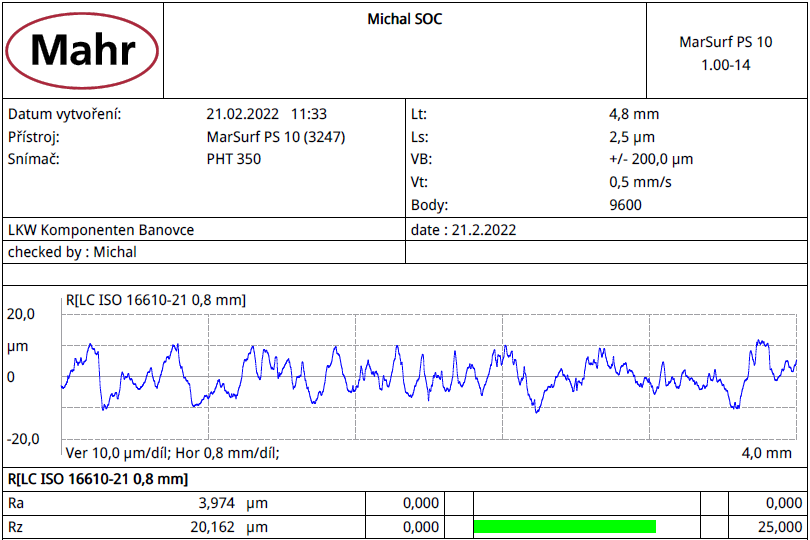 Mahr
Michal SOC
MarSurf PS 10
1.00-14
Datum vytvoření: 21.02.2022 11:33
Přístroj: MarSurf PS 10 (3247)
Snímač: PHT 350
Lt: 4,8 mm
Ls: 2,5 µm
VB: +/- 200,0 µm
Vt: 0,5 mm/s
Body: 9600
LKW Komponenten Banovce
date : 21.2.2022
checked by : Michal
R[LC ISO 16610-21 0,8 mm]
20,0
µm
0
-20,0
Ver 10,0 µm/díl; Hor 0,8 mm/díl; 4,0 mm
R[LC ISO 16610-21 0,8 mm]
Ra 3,974 µm 0,000 0,000
Rz 20,162 µm 0,000 25,000